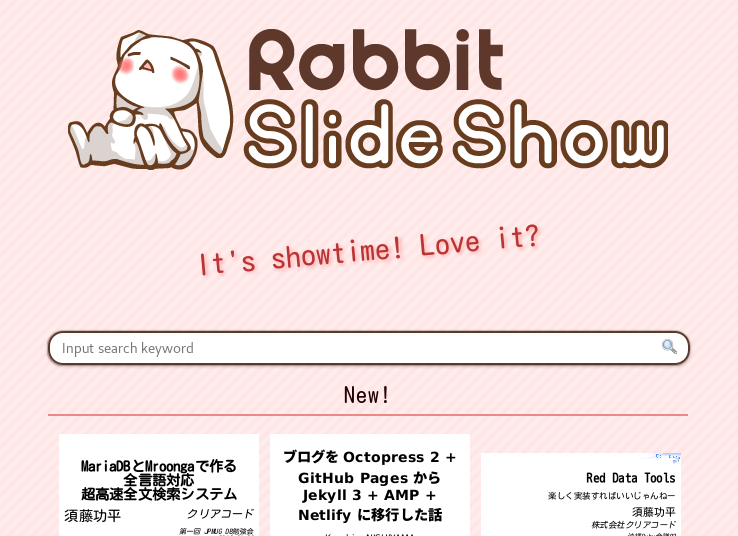 Rabbit
Slide Show
It's showtime! Love it?
Input search keyword
New!
MariaDBとMroongaで作る
全言語対応
超高速全文検索システム
須藤功平
クリアコード
第一回 JPMUG DB勉強会
ブログを Octopress 2 +
GitHub Pages から
Jekyll 3 + AMP +
Netlify に移行した話
Red Data Tools
楽しく実装すればいいじゃんねー
須藤功平
株式会社クリアコード